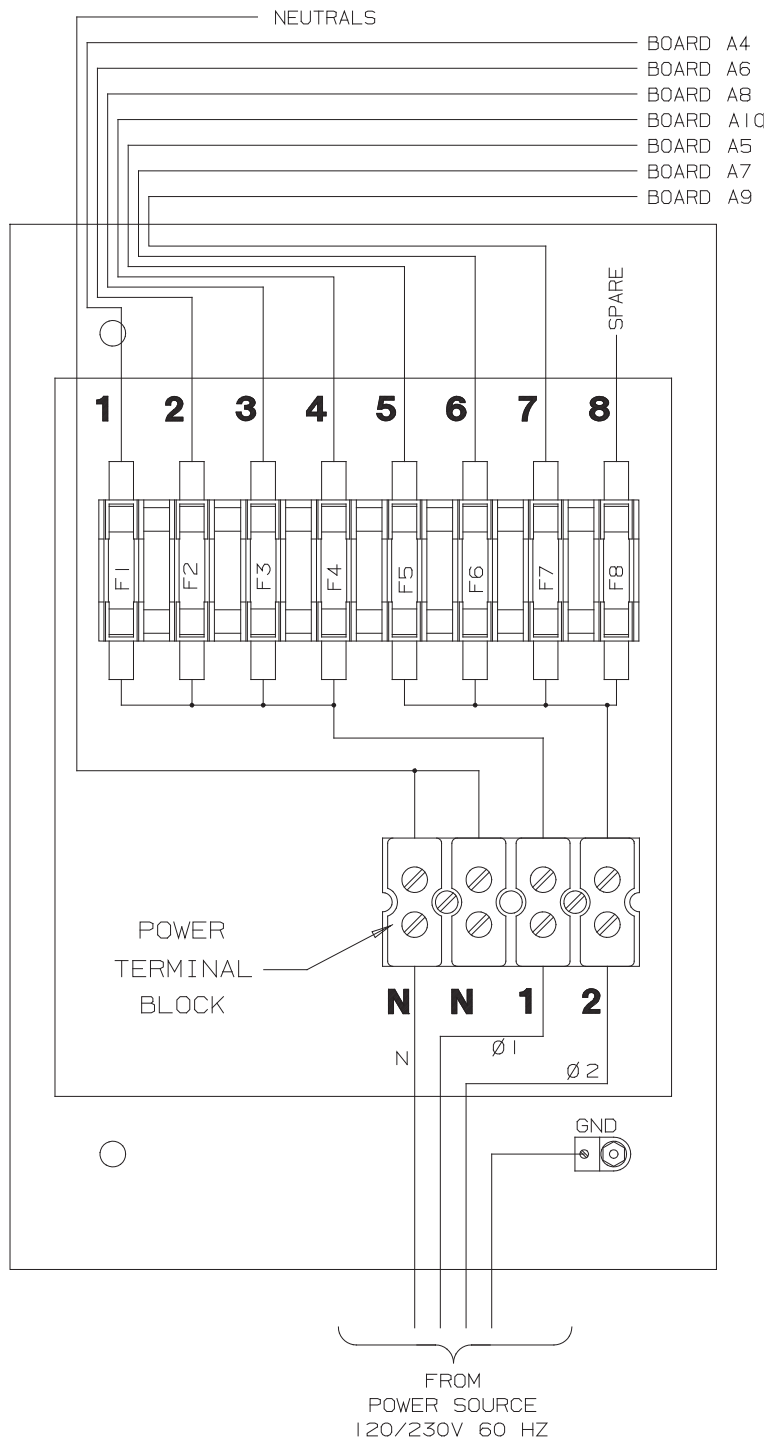 NEUTRALS
BOARD A4
BOARD A6
BOARD A8
BOARD A10
BOARD A5
BOARD A7
BOARD A9
SPARE
1 2 3 4 5 6 7 8
F1 F2 F3 F4 F5 F6 F7 F8
POWER
TERMINAL
BLOCK
N N 1 2
N Ø1 Ø2
GND
FROM
POWER SOURCE
120/230V 60 HZ